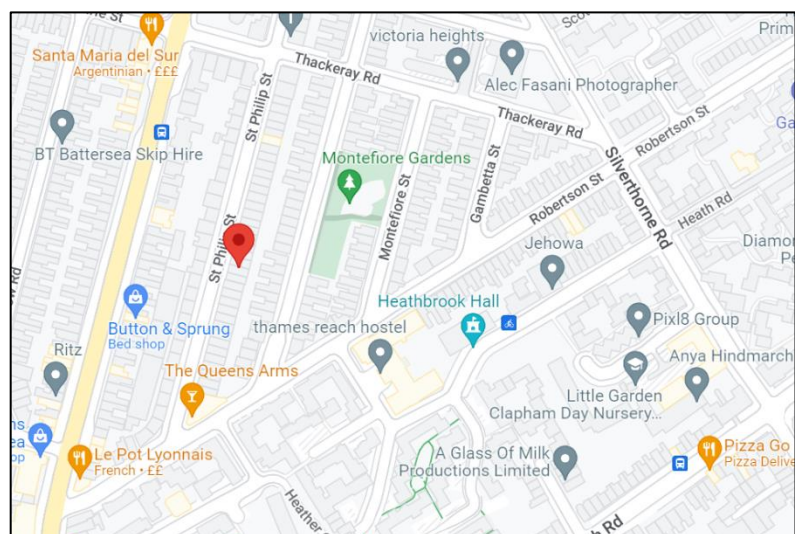 Santa Maria del Sur
Argentinian • £££
victoria heights
Alec Fasani Photographer
Thackeray Rd
Thackeray Rd
St Philip St
BT Battersea Skip Hire
Montefiore Gardens
Gambetta St
Robertson St
Robertson St
Silverthorne Rd
Heath Rd
Montefiore St
St Philip St
Jehowa
Heathbrook Hall
Button & Sprung
Bed shop
thames reach hostel
Pixl8 Group
Ritz
The Queens Arms
Anya Hindmarch
Little Garden
Clapham Day Nursery...
Le Pot Lyonnais
French • ££
A Glass Of Milk
Productions Limited
Pizza Go
Pizza Delive
Heather
Rd